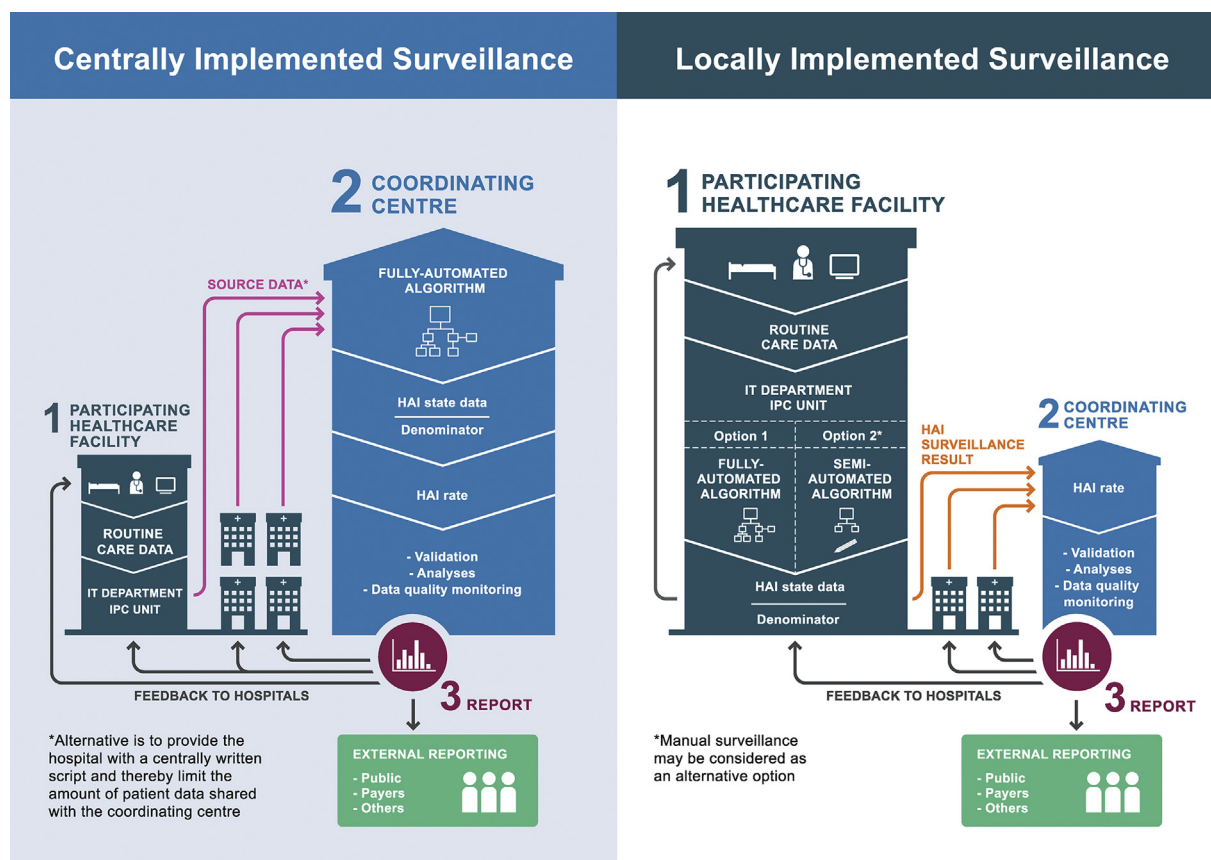 Centrally Implemented Surveillance
2 COORDINATING
CENTRE
FULLY-AUTOMATED
ALGORITHM
SOURCE DATA*
HAI state data
Denominator
HAI rate
- Validation
- Analyses
- Data quality monitoring
1 PARTICIPATING
HEALTHCARE
FACILITY
ROUTINE
CARE DATA
IT DEPARTMENT
IPC UNIT
FEEDBACK TO HOSPITALS
3 REPORT
*Alternative is to provide the
hospital with a centrally written
script and thereby limit the
amount of patient data shared
with the coordinating centre
EXTERNAL REPORTING
- Public
- Payers
- Others
Locally Implemented Surveillance
1 PARTICIPATING
HEALTHCARE FACILITY
ROUTINE
CARE DATA
IT DEPARTMENT
IPC UNIT
Option 1
Option 2*
FULLY-
AUTOMATED
ALGORITHM
SEMI-
AUTOMATED
ALGORITHM
HAI state data
Denominator
HAI
SURVEILLANCE
RESULT
2 COORDINATING
CENTRE
HAI rate
- Validation
- Analyses
- Data quality
monitoring
FEEDBACK TO HOSPITALS
3 REPORT
*Manual surveillance
may be considered as
an alternative option
EXTERNAL REPORTING
- Public
- Payers
- Others